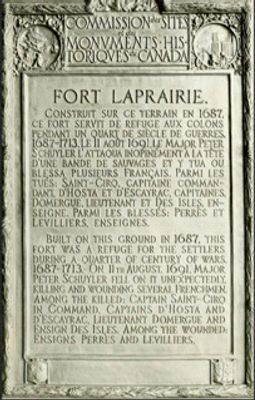 COMMISSION des SITES
et des
MONUMENTS HIS-
TORIQVES du CANADA
FORT LAPRAIRIE.
CONSTRUIT SUR CE TERRAIN EN 1687,
CE FORT SERVIT DE REFUGE AUX COLONS
PENDANT UN QUART DE SIÈCLE DE GUERRES,
1687-1713. LE 11 AOÛT 1691, LE MAJOR PETER
SCHUYLER L'ATTAQUA INOPINÉMENT À LA TÊTE
D'UNE BANDE DE SAUVAGES ET Y TUA OU
BLESSA PLUSIEURS FRANÇAIS. PARMI LES
TUÉS: SAINT-CIRQ, CAPITAINE COMMAN-
DANT, D'HOSTA ET D'ESCAYRAC, CAPITAINES,
DOMERGUE, LIEUTENANT ET DES ISLES, EN-
SEIGNE. PARMI LES BLESSÉS: PERRÈS ET
LEVILLIERS, ENSEIGNES.
BUILT ON THIS GROUND IN 1687, THIS
FORT WAS A REFUGE FOR THE SETTLERS
DURING A QUARTER OF CENTURY OF WARS,
1687-1713. ON 11TH AUGUST, 1691, MAJOR
PETER SCHUYLER FELL ON IT UNEXPECTEDLY,
KILLING AND WOUNDING SEVERAL FRENCHMEN.
AMONG THE KILLED: CAPTAIN SAINT-CIRQ
IN COMMAND, CAPTAINS D'HOSTA AND
D'ESCAYRAC, LIEUTENANT DOMERGUE AND
ENSIGN DES ISLES. AMONG THE WOUNDED:
ENSIGNS PERRÈS AND LEVILLIERS.